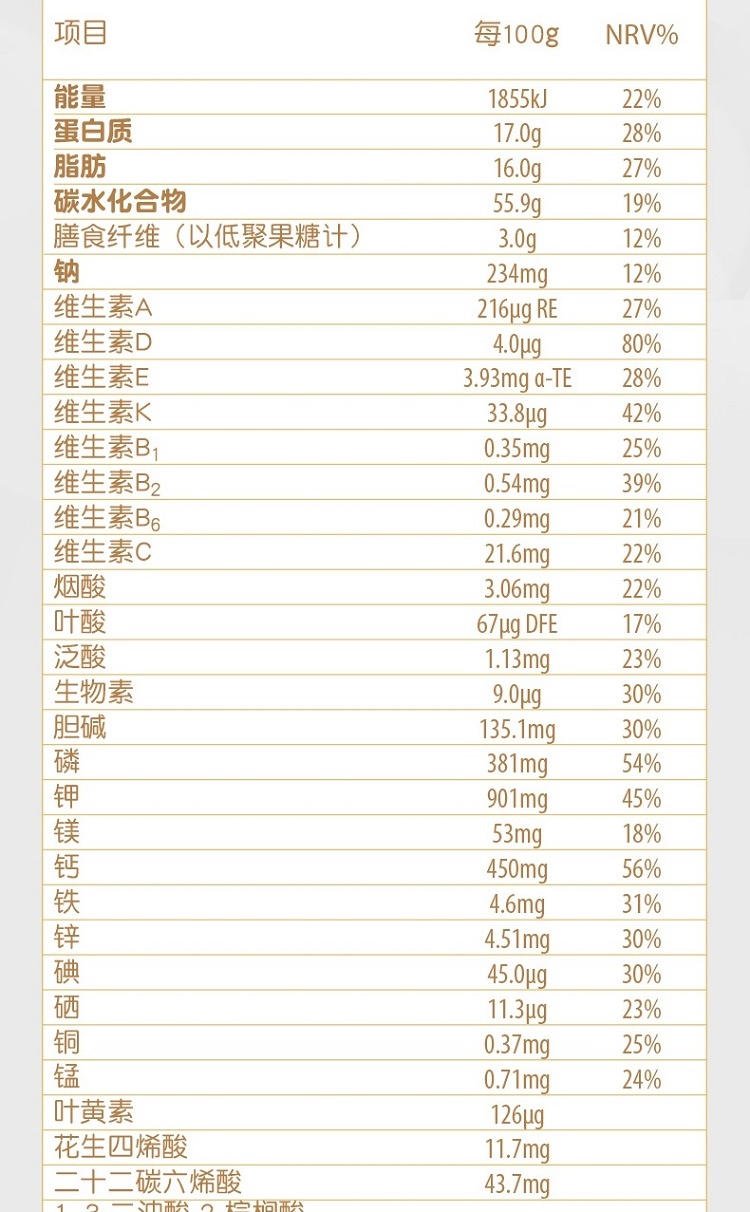 项目 每100g NRV%
能量 1855kJ 22%
蛋白质 17.0g 28%
脂肪 16.0g 27%
碳水化合物 55.9g 19%
膳食纤维（以低聚果糖计） 3.0g 12%
钠 234mg 12%
维生素A 216μg RE 27%
维生素D 4.0μg 80%
维生素E 3.93mg α-TE 28%
维生素K 33.8μg 42%
维生素B₁ 0.35mg 25%
维生素B₂ 0.54mg 39%
维生素B₆ 0.29mg 21%
维生素C 21.6mg 22%
烟酸 3.06mg 22%
叶酸 67μg DFE 17%
泛酸 1.13mg 23%
生物素 9.0μg 30%
胆碱 135.1mg 30%
磷 381mg 54%
钾 901mg 45%
镁 53mg 18%
钙 450mg 56%
铁 4.6mg 31%
锌 4.51mg 30%
碘 45.0μg 30%
硒 11.3μg 23%
铜 0.37mg 25%
锰 0.71mg 24%
叶黄素 126μg
花生四烯酸 11.7mg
二十二碳六烯酸 43.7mg